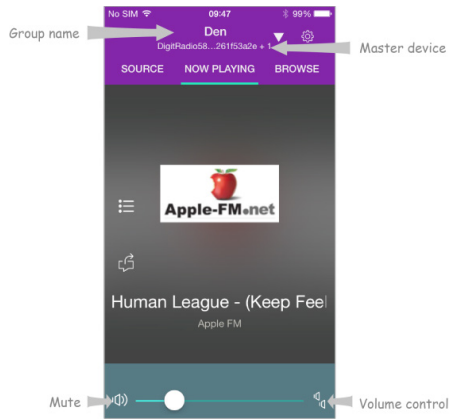 No SIM 09:47 99%
Group name
Den
DigitRadio58...261f53a2e + 1
Master device
SOURCE NOW PLAYING BROWSE
Apple-FM.net
Human League - (Keep Feel
Apple FM
Mute
Volume control